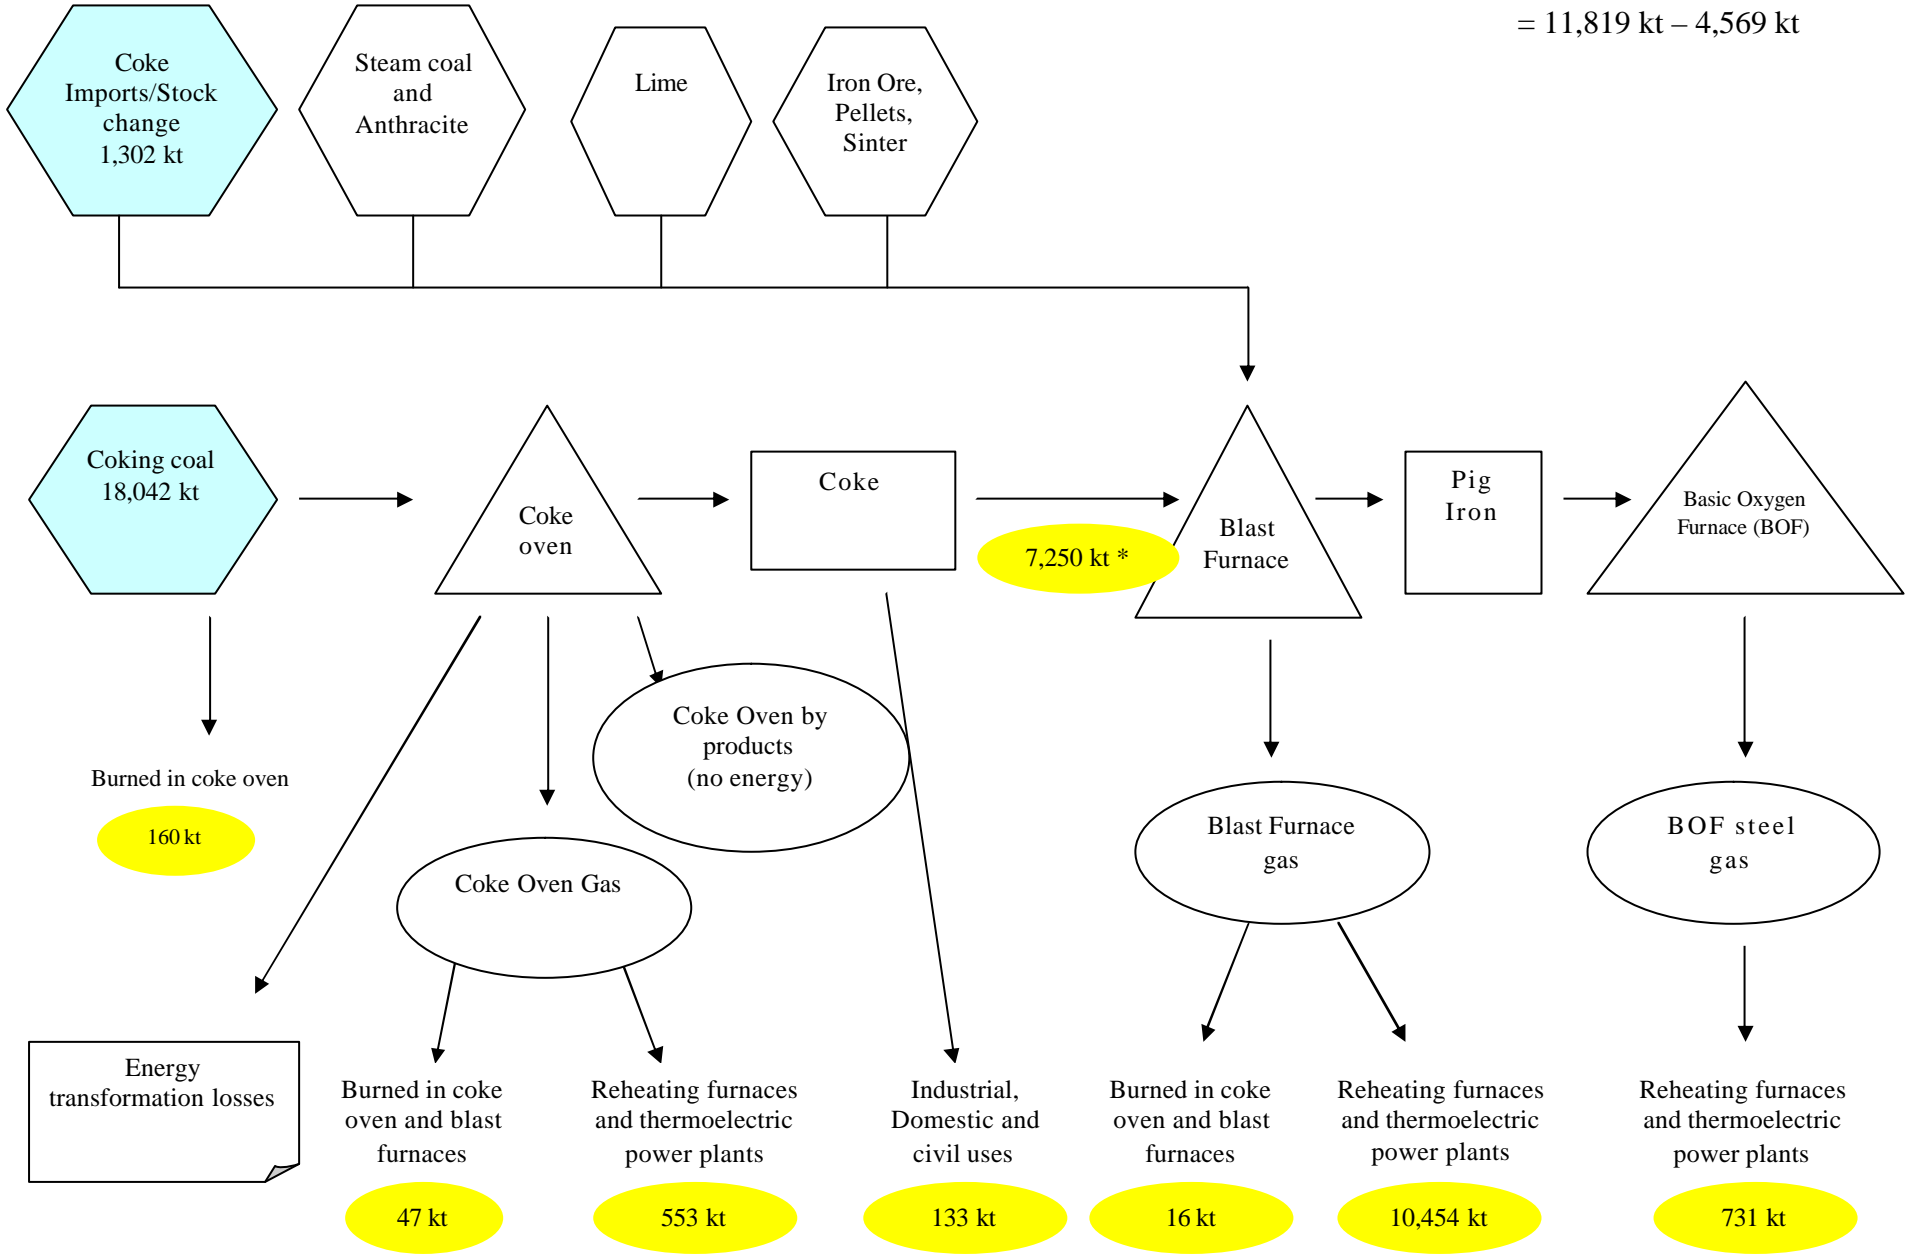 = 11,819 kt – 4,569 kt
Coke
Imports/Stock
change
1,302 kt
Steam coal
and
Anthracite
Lime
Iron Ore,
Pellets,
Sinter
Coking coal
18,042 kt
Coke
oven
Coke
7,250 kt *
Blast
Furnace
Pig
Iron
Basic Oxygen
Furnace (BOF)
Burned in coke oven
160 kt
Coke Oven by
products
(no energy)
Coke Oven Gas
Blast Furnace
gas
BOF steel
gas
Energy
transformation losses
Burned in coke
oven and blast
furnaces
47 kt
Reheating furnaces
and thermoelectric
power plants
553 kt
Industrial,
Domestic and
civil uses
133 kt
Burned in coke
oven and blast
furnaces
16 kt
Reheating furnaces
and thermoelectric
power plants
10,454 kt
Reheating furnaces
and thermoelectric
power plants
731 kt